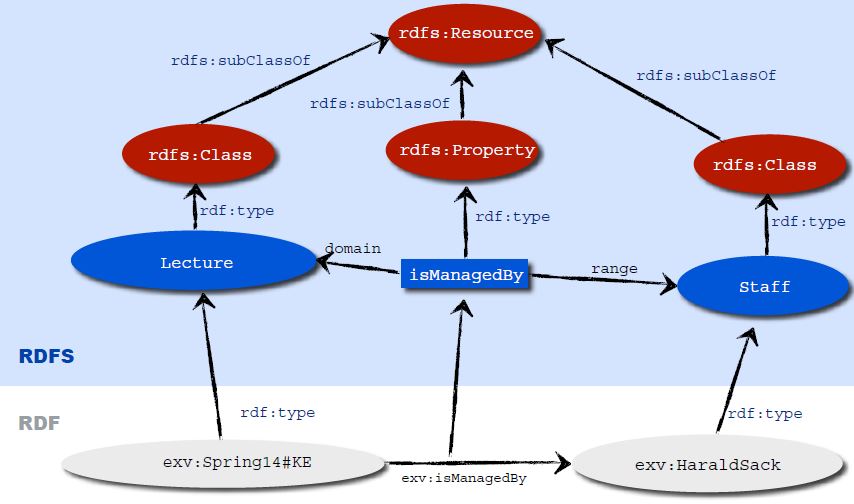 rdfs:Resource
rdfs:subClassOf
rdfs:subClassOf
rdfs:subClassOf
rdfs:Class
rdfs:Property
rdfs:Class
rdf:type
rdf:type
rdf:type
Lecture
domain
isManagedBy
range
Staff
RDFS
RDF
rdf:type
rdf:type
exv:Spring14#KE
exv:isManagedBy
exv:HaraldSack